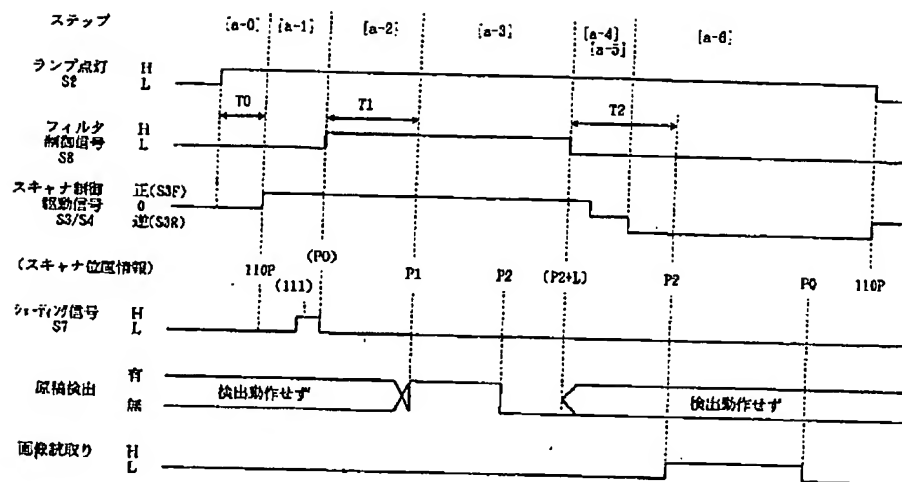 ステップ [a-0] [a-1] [a-2] [a-3] [a-4] [a-6]
[a-5]
ランプ点灯 H
S2 L
T0 T1 T2
フィルタ H
制御信号 L
S8
スキャナ制御 正(S3F)
駆動信号 0
S3/S4 逆(S3R)
(スキャナ位置情報) 110P (P0) P1 P2 (P2+L) P2 P0 110P
(111)
シェーディング信号 H
S7 L
原稿検出 有
検出動作せず 検出動作せず
無
画像読取り H
L